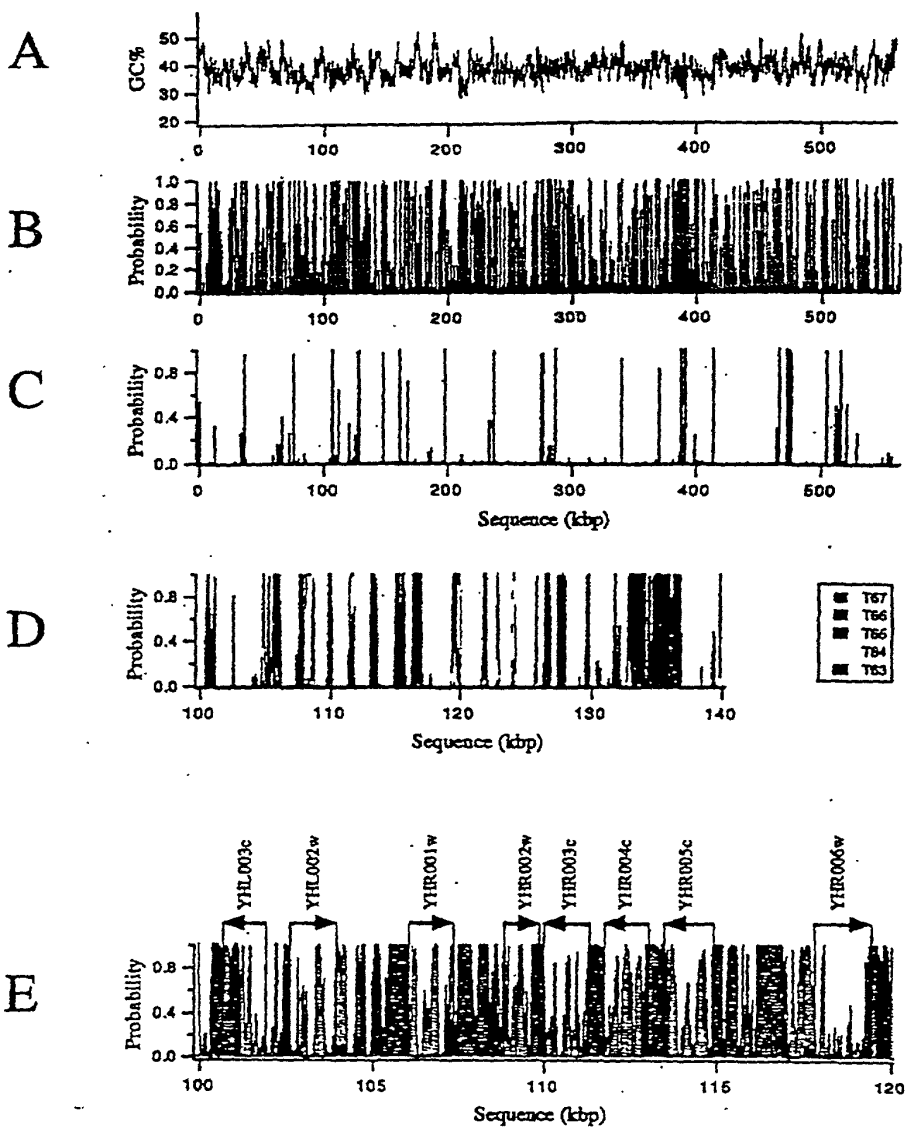 A
GC%
50
40
30
20
0 100 200 300 400 500
B
Probability
1.0
0.8
0.6
0.4
0.2
0.0
0 100 200 300 400 500
C
Probability
0.8
0.4
0.0
0 100 200 300 400 500
Sequence (kbp)
D
Probability
0.8
0.4
0.0
100 110 120 130 140
Sequence (kbp)
T67
T66
T65
T64
T63
E
YHL003c
YHL002w
YHR001w
YHR002w
YHR003c
YHR004c
YHR005c
YHR006w
Probability
0.8
0.4
0.0
100 105 110 115 120
Sequence (kbp)